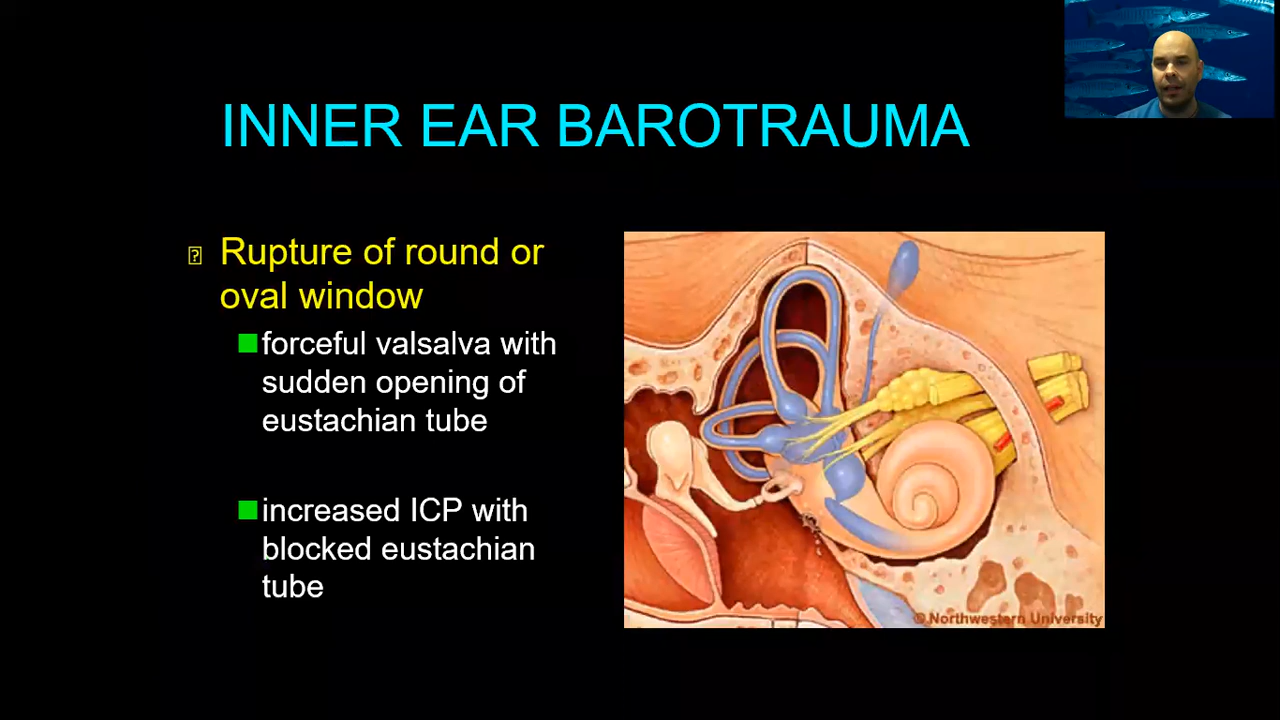 INNER EAR BAROTRAUMA
Rupture of round or
oval window
forceful valsalva with
sudden opening of
eustachian tube
increased ICP with
blocked eustachian
tube
© Northwestern University